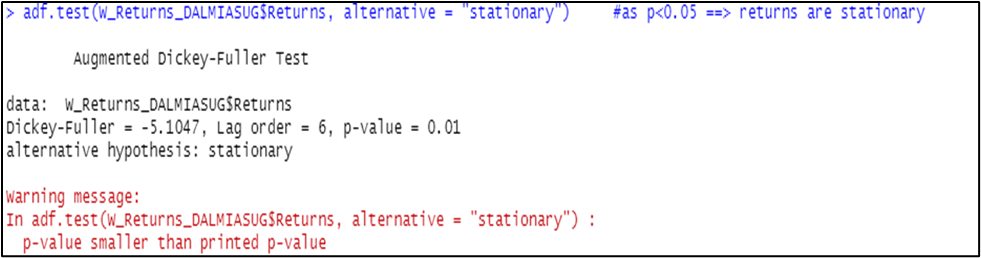 > adf.test(W_Returns_DALMIASUG$Returns, alternative = "stationary")     #as p<0.05 ==> returns are stationary
Augmented Dickey-Fuller Test
data:  W_Returns_DALMIASUG$Returns
Dickey-Fuller = -5.1047, Lag order = 6, p-value = 0.01
alternative hypothesis: stationary
Warning message:
In adf.test(W_Returns_DALMIASUG$Returns, alternative = "stationary") :
p-value smaller than printed p-value